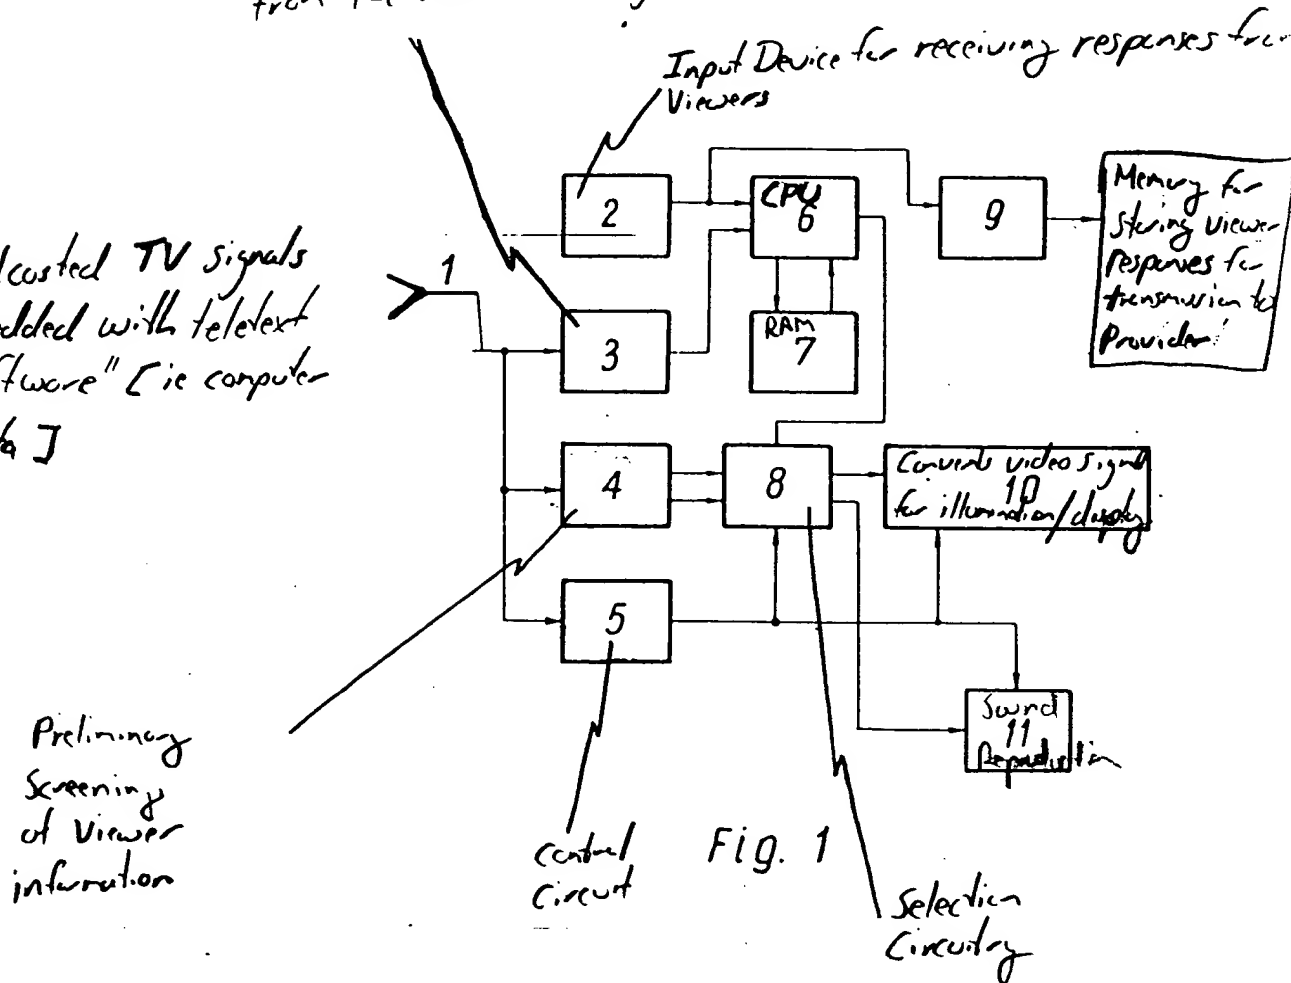 from
Input Device for receiving responses from
Viewers
2
CPU
6
9
Memory for
storing viewer
responses for
transmission to
Provider
TV signals
1
with teletext
[ie computer
]
3
RAM
7
4
8
Converts video signal
10
for illumination/display
5
Sound
11
Reproduction
Preliminary
Screening
of Viewer
information
Control
Circuit
Fig. 1
Selection
Circuitry